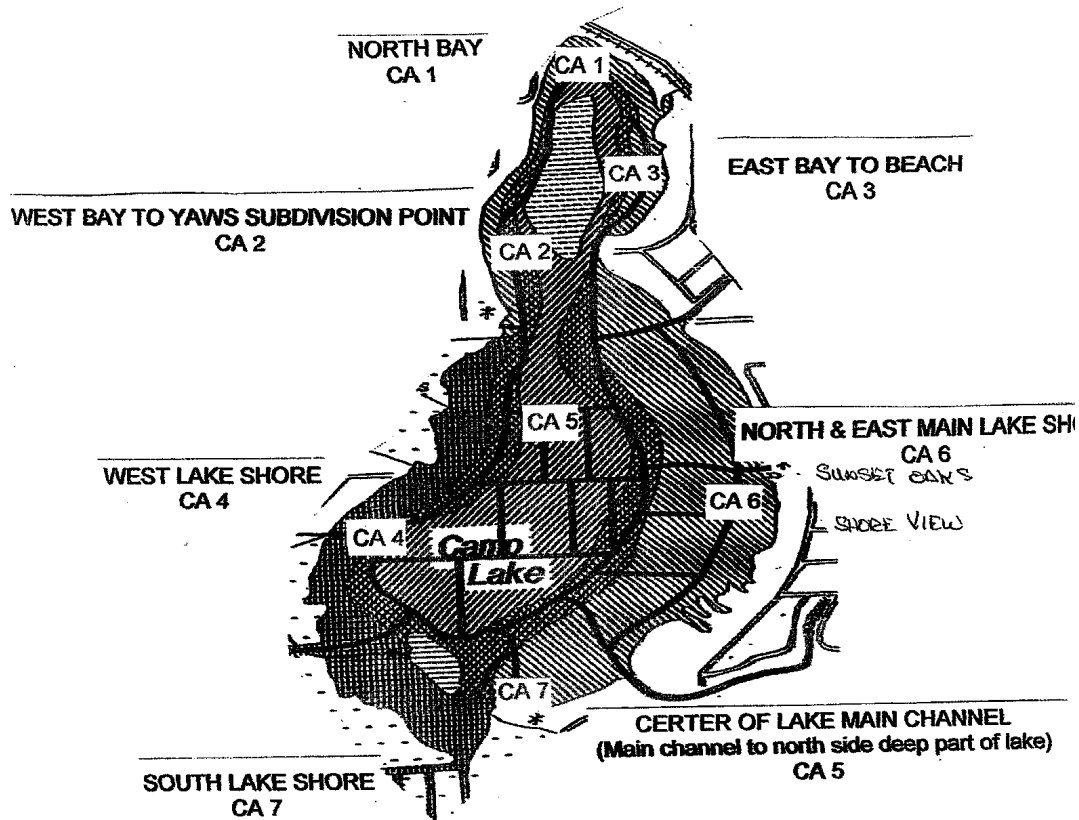 NORTH BAY
CA 1
CA 1
CA 3
EAST BAY TO BEACH
CA 3
WEST BAY TO YAWS SUBDIVISION POINT
CA 2
CA 2
CA 5
NORTH & EAST MAIN LAKE SH
CA 6
SUNSET OAKS
WEST LAKE SHORE
CA 4
CA 6
SHORE VIEW
CA 4
Camp
Lake
CA 7
CERTER OF LAKE MAIN CHANNEL
(Main channel to north side deep part of lake)
CA 5
SOUTH LAKE SHORE
CA 7